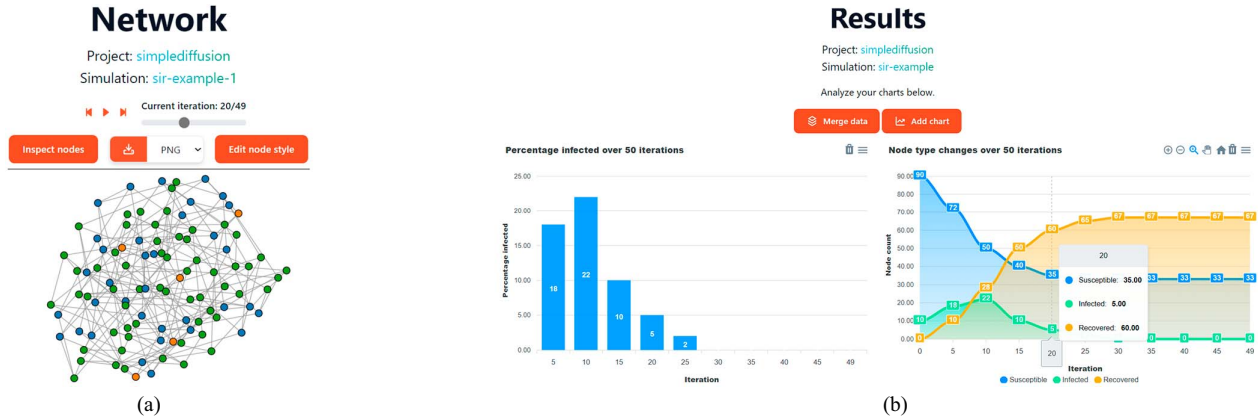 Network
Project: simplediffusion
Simulation: sir-example-1
Current iteration: 20/49
Inspect nodes
PNG
Edit node style
(a)
Results
Project: simplediffusion
Simulation: sir-example
Analyze your charts below.
Merge data
Add chart
Percentage infected over 50 iterations
25.00
20.00
15.00
10.00
5.00
0.00
Percentage infected
18
22
10
5
2
5 10 15 20 25 30 35 40 45 49
Iteration
Node type changes over 50 iterations
90.00
80.00
70.00
60.00
50.00
40.00
30.00
20.00
10.00
0.00
Node count
90 72 50 40 35 33 33 33 33
10 18 22 10 5 0 0 0 0
0 10 28 50 60 65 67 67 67 67 67
20
Susceptible: 35.00
Infected: 5.00
Recovered: 60.00
0 5 10 15 20 25 30 35 40 45 49
20
Iteration
Susceptible Infected Recovered
(b)